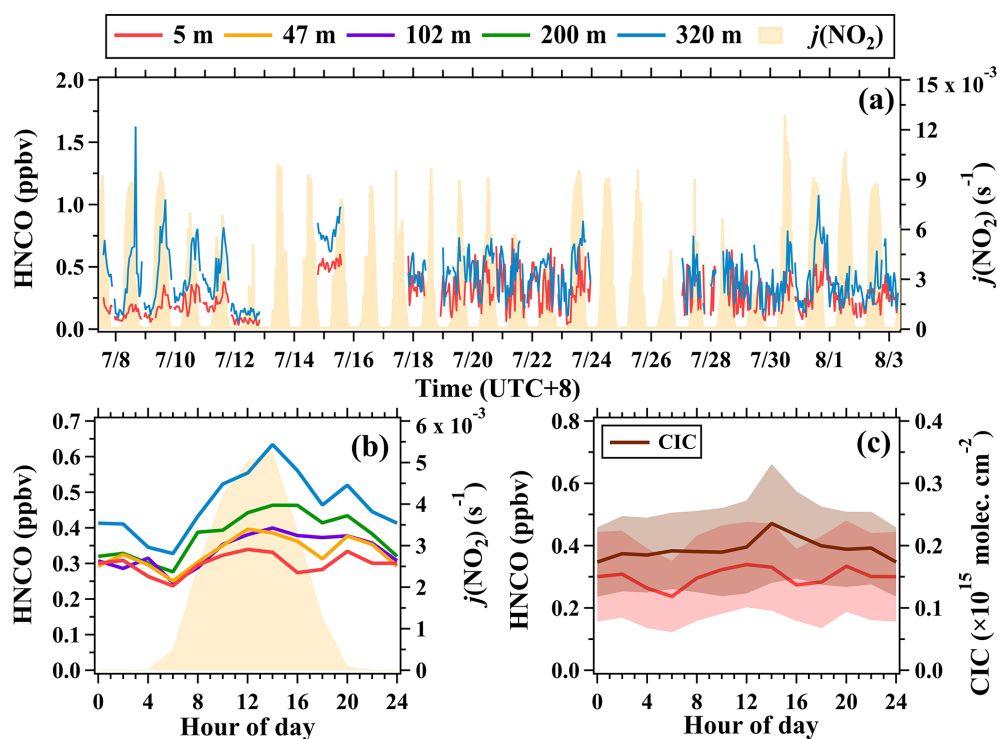 5 m 47 m 102 m 200 m 320 m j(NO2)
(a)
HNCO (ppbv)
2.0
1.5
1.0
0.5
0.0
15 x 10-3
12
9
6
3
0
j(NO2) (s-1)
7/8 7/10 7/12 7/14 7/16 7/18 7/20 7/22 7/24 7/26 7/28 7/30 8/1 8/3
Time (UTC+8)
(b)
HNCO (ppbv)
0.7
0.6
0.5
0.4
0.3
0.3
0.1
0.0
6 x 10-3
5
4
3
2
1
0
j(NO2) (s-1)
0 4 8 12 16 20 24
Hour of day
CIC
(c)
HNCO (ppbv)
0.8
0.6
0.4
0.2
0.0
0.4
0.3
0.2
0.1
0.0
CIC (×1015 molec. cm-2)
0 4 8 12 16 20 24
Hour of day